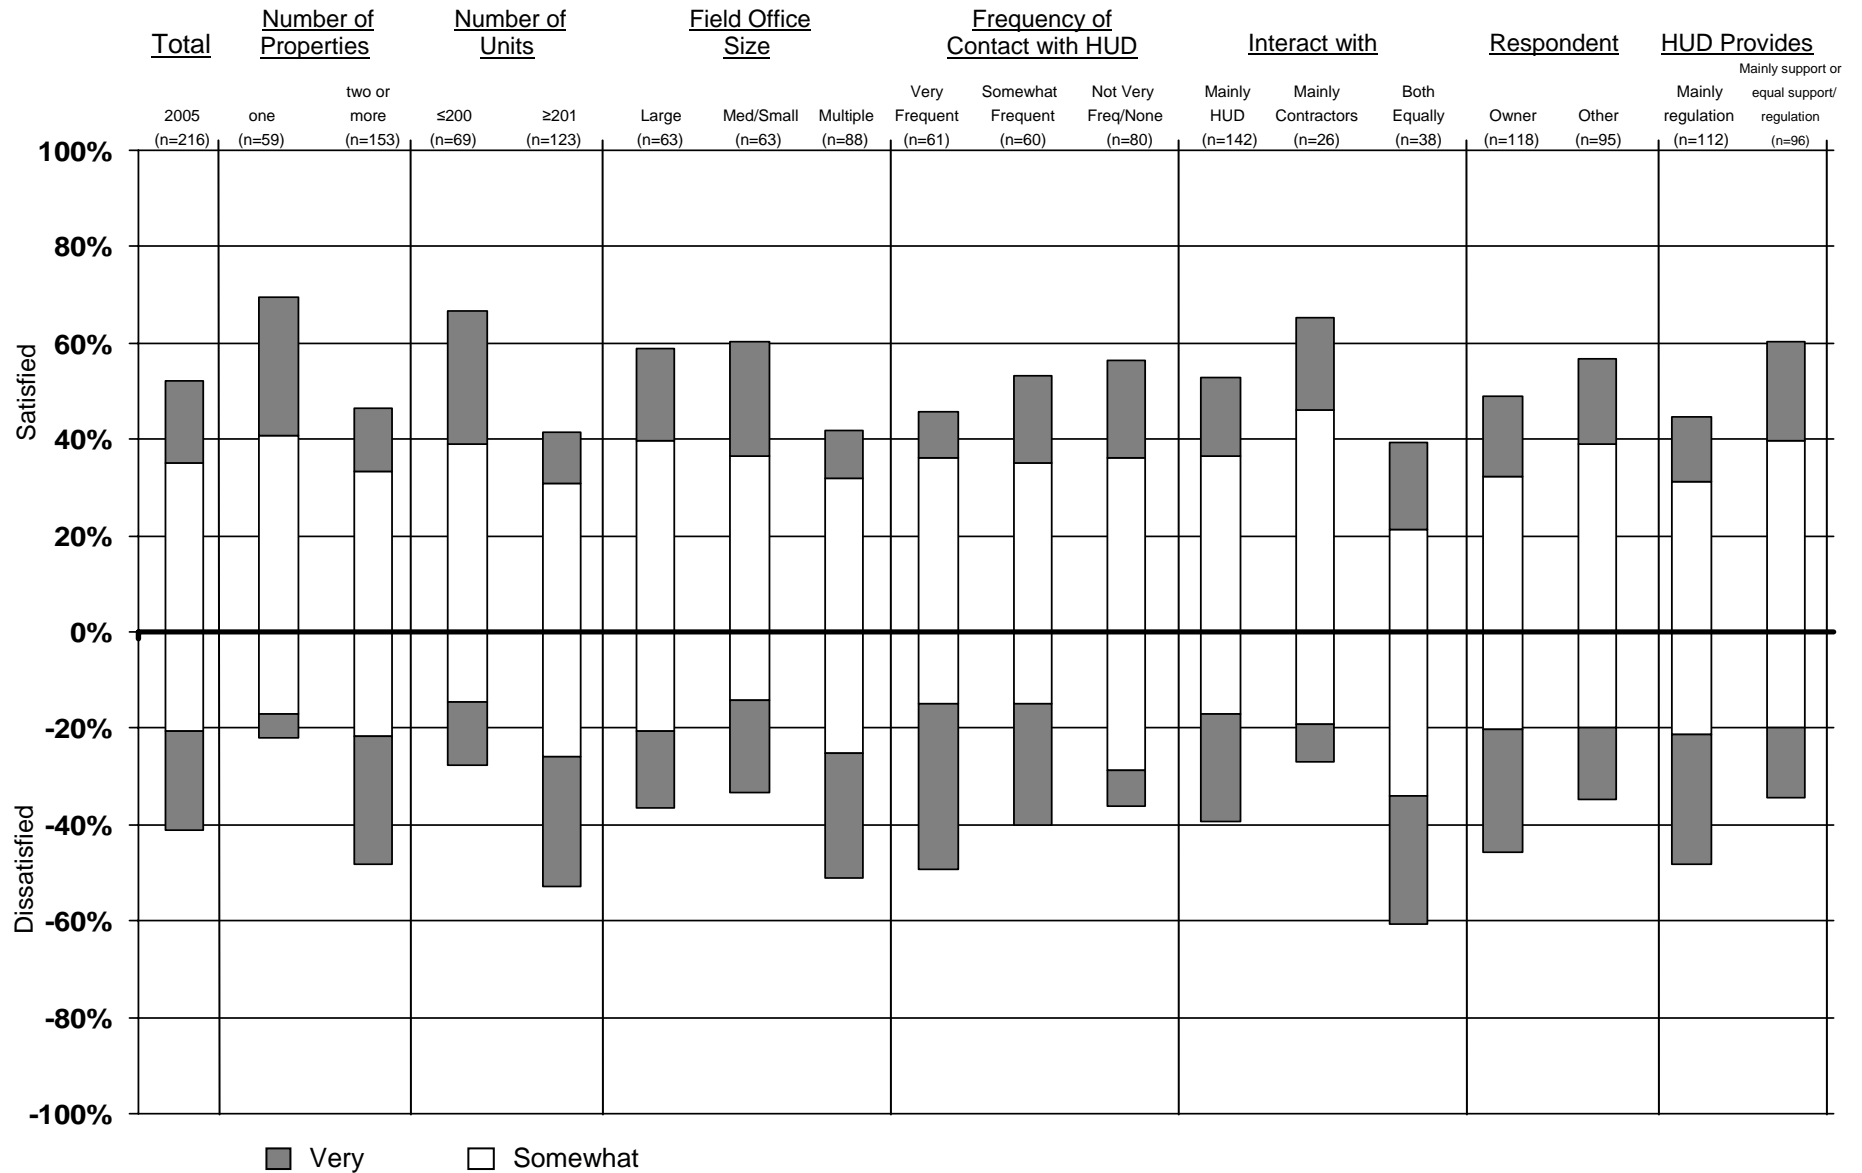 Total
Number of
Properties
Number of
Units
Field Office
Size
Frequency of
Contact with HUD
Interact with
Respondent
HUD Provides
2005
(n=216)
one
(n=59)
two or
more
(n=153)
≤200
(n=69)
≥201
(n=123)
Large
(n=63)
Med/Small
(n=63)
Multiple
(n=88)
Very
Frequent
(n=61)
Somewhat
Frequent
(n=60)
Not Very
Freq/None
(n=80)
Mainly
HUD
(n=142)
Mainly
Contractors
(n=26)
Both
Equally
(n=38)
Owner
(n=118)
Other
(n=95)
Mainly
regulation
(n=112)
Mainly support or
equal support/
regulation
(n=96)
100%
80%
60%
40%
20%
0%
-20%
-40%
-60%
-80%
-100%
Satisfied
Dissatisfied
Very
Somewhat